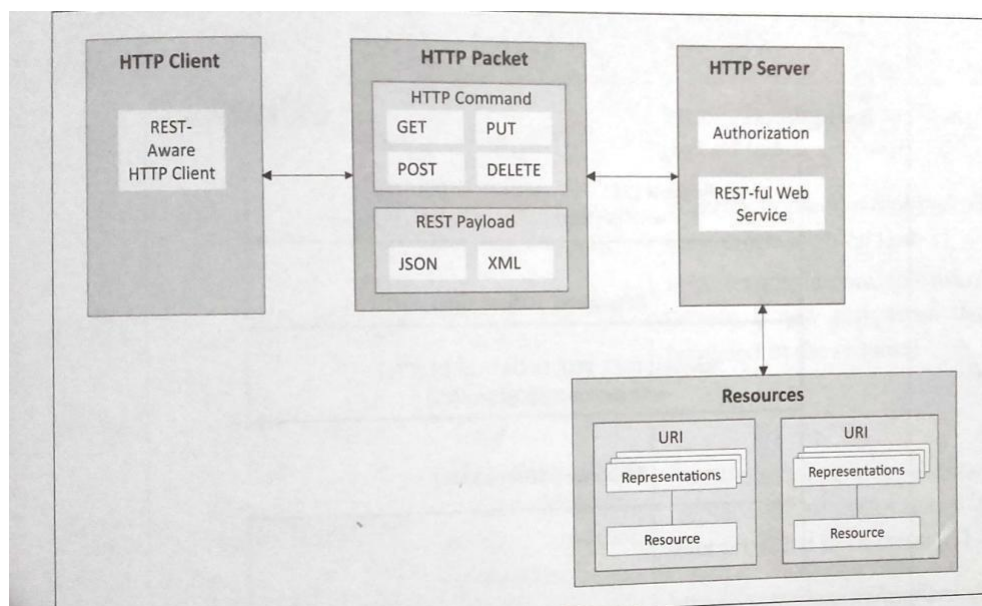 HTTP Client
REST-
Aware
HTTP Client
HTTP Packet
HTTP Command
GET
PUT
POST
DELETE
REST Payload
JSON
XML
HTTP Server
Authorization
REST-ful Web
Service
Resources
URI
Representations
Resource
URI
Representations
Resource